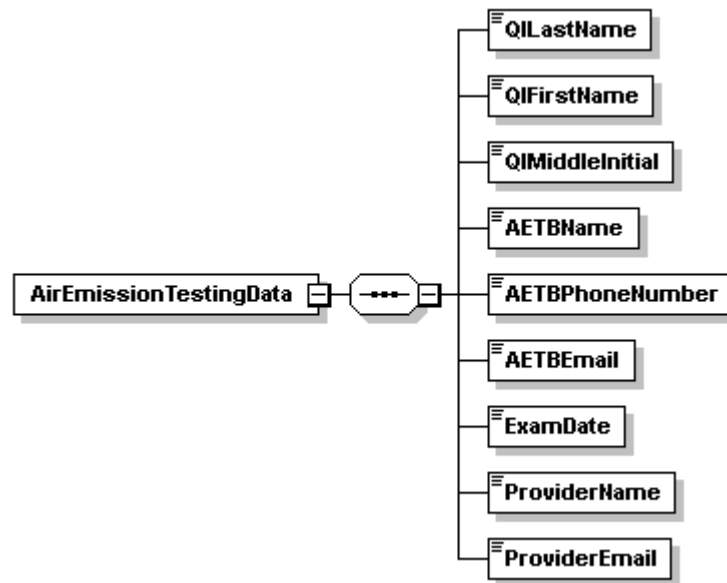 QILastName
QIFirstName
QIMiddleInitial
AETBName
AirEmissionTestingData
AETBPhoneNumber
AETBEmail
ExamDate
ProviderName
ProviderEmail